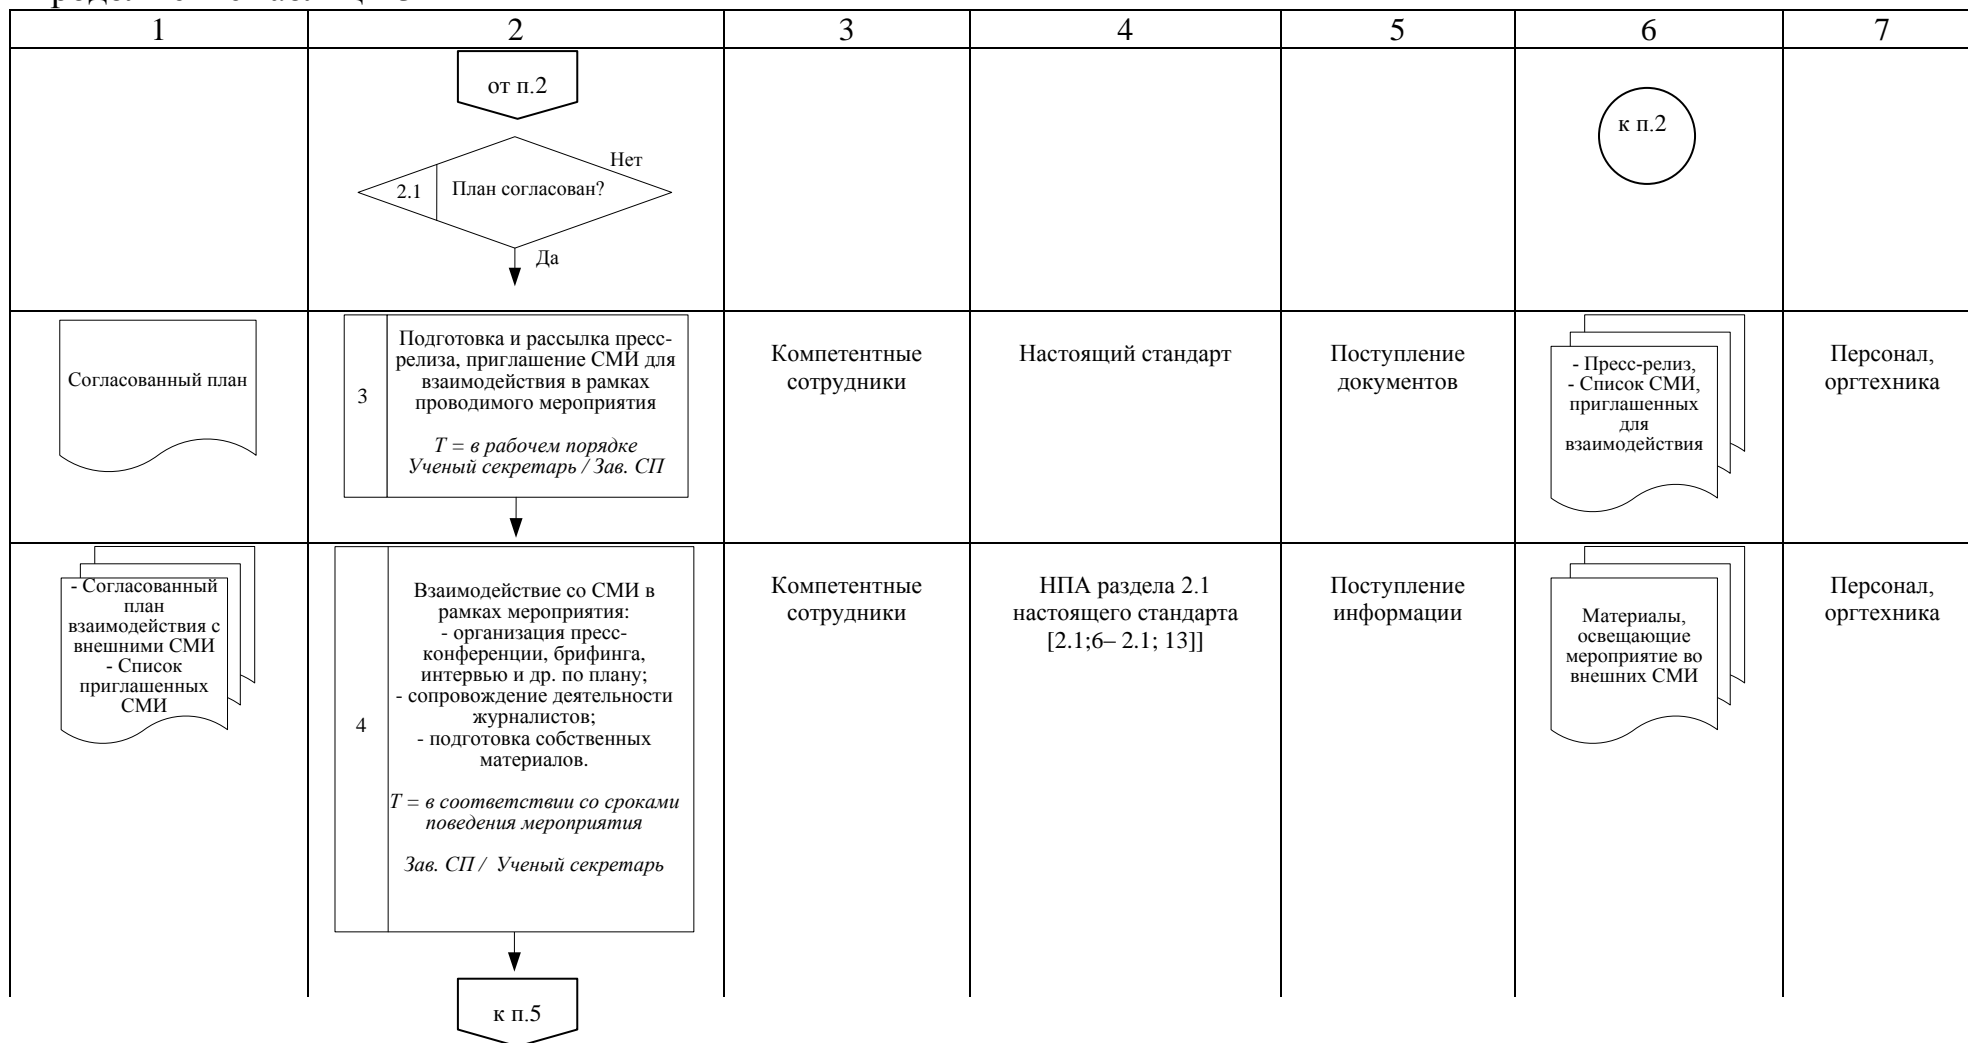 1 2 3 4 5 6 7
от п.2
к п.2
Нет
2.1 План согласован?
Да
Согласованный план
3
Подготовка и рассылка пресс-
релиза, приглашение СМИ для
взаимодействия в рамках
проводимого мероприятия
Т = в рабочем порядке
Ученый секретарь / Зав. СП
Компетентные
сотрудники
Настоящий стандарт
Поступление
документов
- Пресс-релиз,
- Список СМИ,
приглашенных
для
взаимодействия
Персонал,
оргтехника
- Согласованный
план
взаимодействия с
внешними СМИ
- Список
приглашенных
СМИ
4
Взаимодействие со СМИ в
рамках мероприятия:
- организация пресс-
конференции, брифинга,
интервью и др. по плану;
- сопровождение деятельности
журналистов;
- подготовка собственных
материалов.
Т = в соответствии со сроками
поведения мероприятия
Зав. СП / Ученый секретарь
Компетентные
сотрудники
НПА раздела 2.1
настоящего стандарта
[2.1;6– 2.1; 13]]
Поступление
информации
Материалы,
освещающие
мероприятие во
внешних СМИ
Персонал,
оргтехника
к п.5